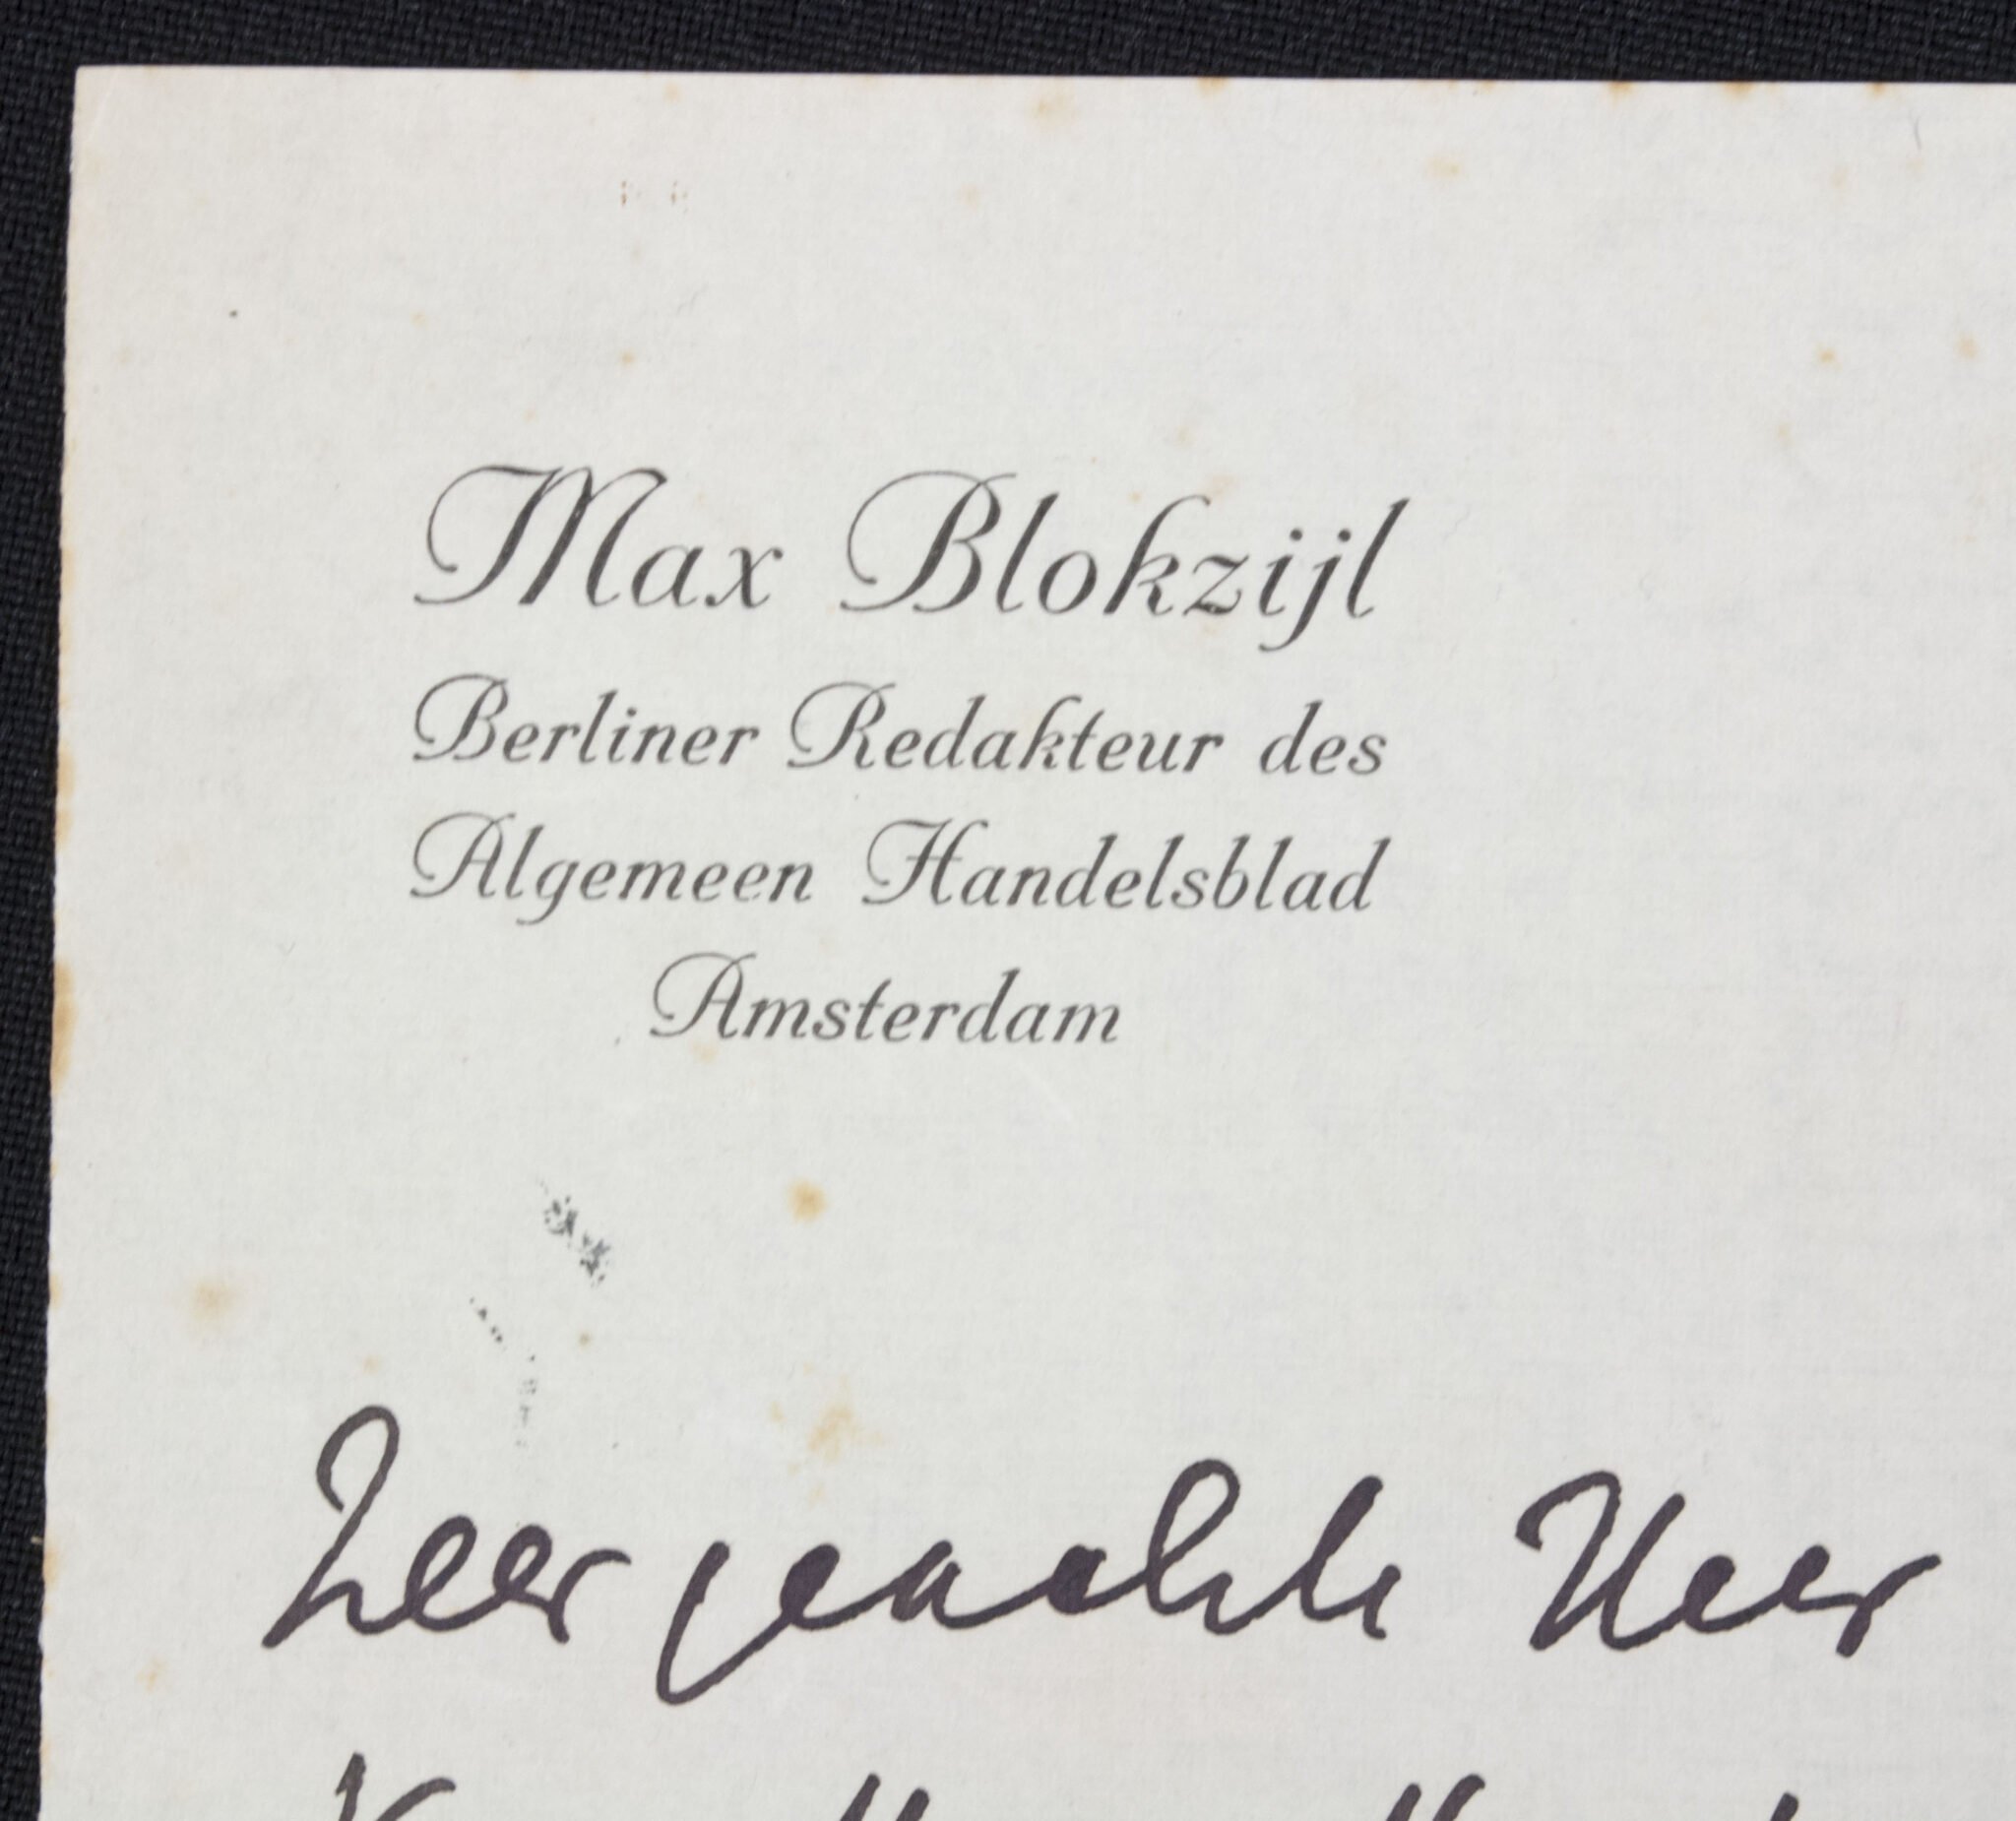 Max Blokzijl
Berliner Redakteur des
Algemeen Handelsblad
Amsterdam
Zeer geachte Heer